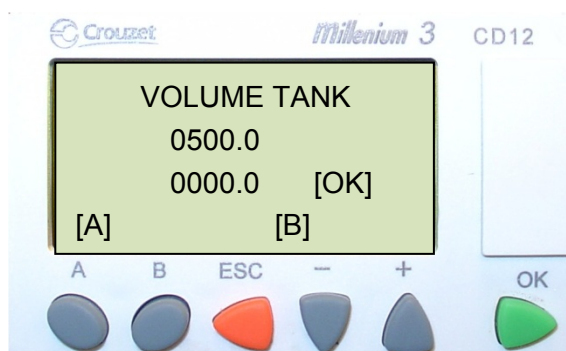 Crouzet Millenium 3 CD12
VOLUME TANK
0500.0
0000.0 [OK]
[A] [B]
A B ESC − + OK